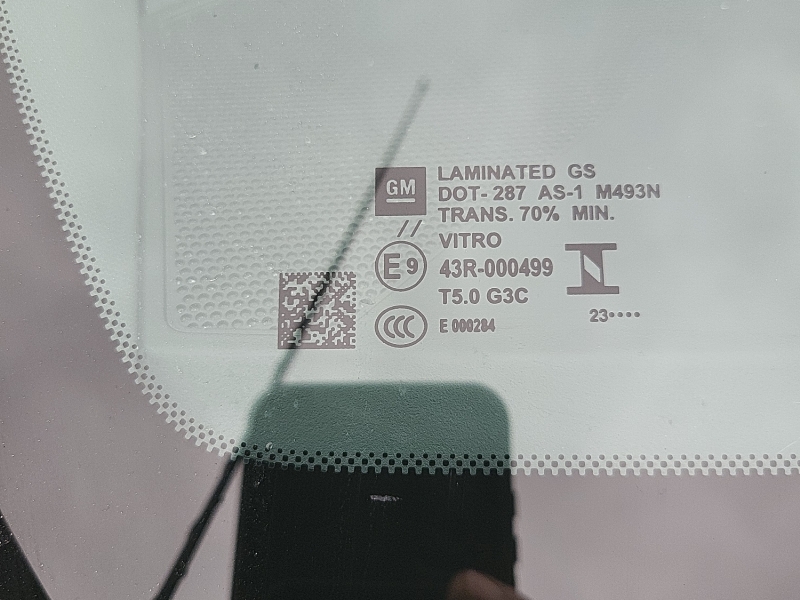 GM
LAMINATED GS
DOT- 287 AS-1 M493N
TRANS. 70% MIN.
//
VITRO
E9
43R-000499
T5.0 G3C
N
CCC
E 000284
23····